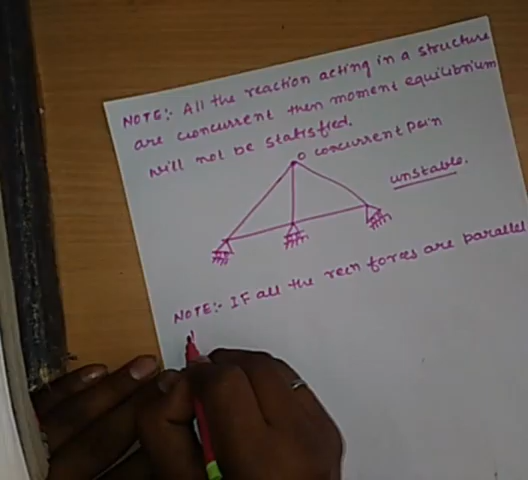 NOTE:- All the reaction acting in a structure
are concurrent then moment equilibrium
will not be statisfied.
O concurrent
unstable.
NOTE:- IF all the reen forces are parallel